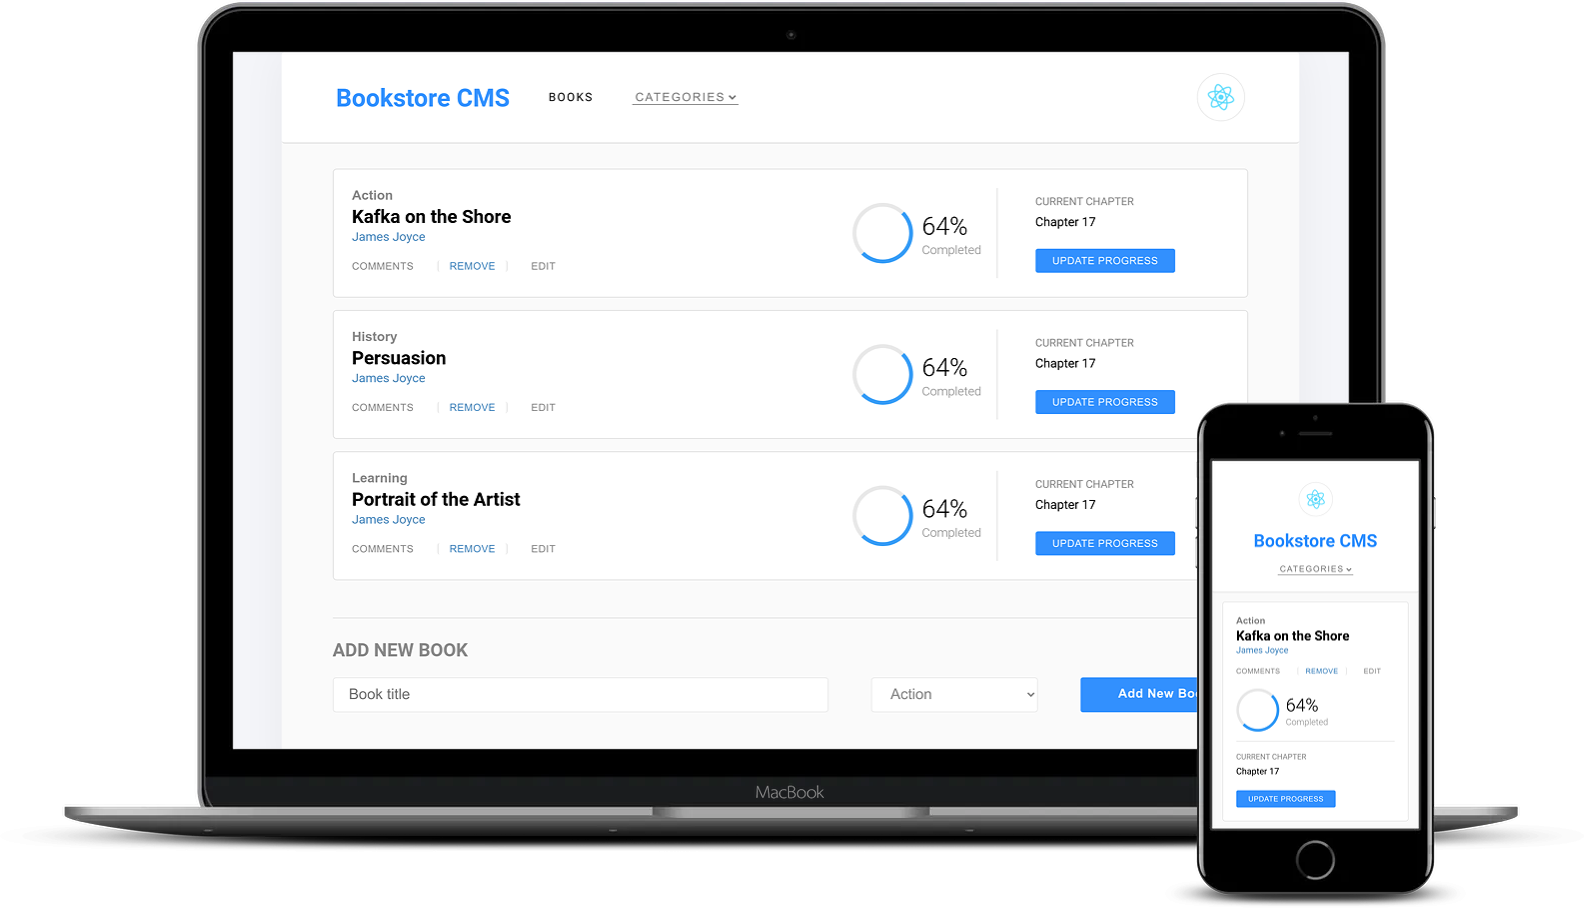 Bookstore CMS BOOKS CATEGORIES
Action
Kafka on the Shore
James Joyce
COMMENTS REMOVE EDIT
64%
Completed
CURRENT CHAPTER
Chapter 17
UPDATE PROGRESS
History
Persuasion
James Joyce
COMMENTS REMOVE EDIT
64%
Completed
CURRENT CHAPTER
Chapter 17
UPDATE PROGRESS
Learning
Portrait of the Artist
James Joyce
COMMENTS REMOVE EDIT
64%
Completed
CURRENT CHAPTER
Chapter 17
UPDATE PROGRESS
ADD NEW BOOK
Book title Action Add New Bo
MacBook
Bookstore CMS
CATEGORIES
Action
Kafka on the Shore
James Joyce
COMMENTS REMOVE EDIT
64%
Completed
CURRENT CHAPTER
Chapter 17
UPDATE PROGRESS